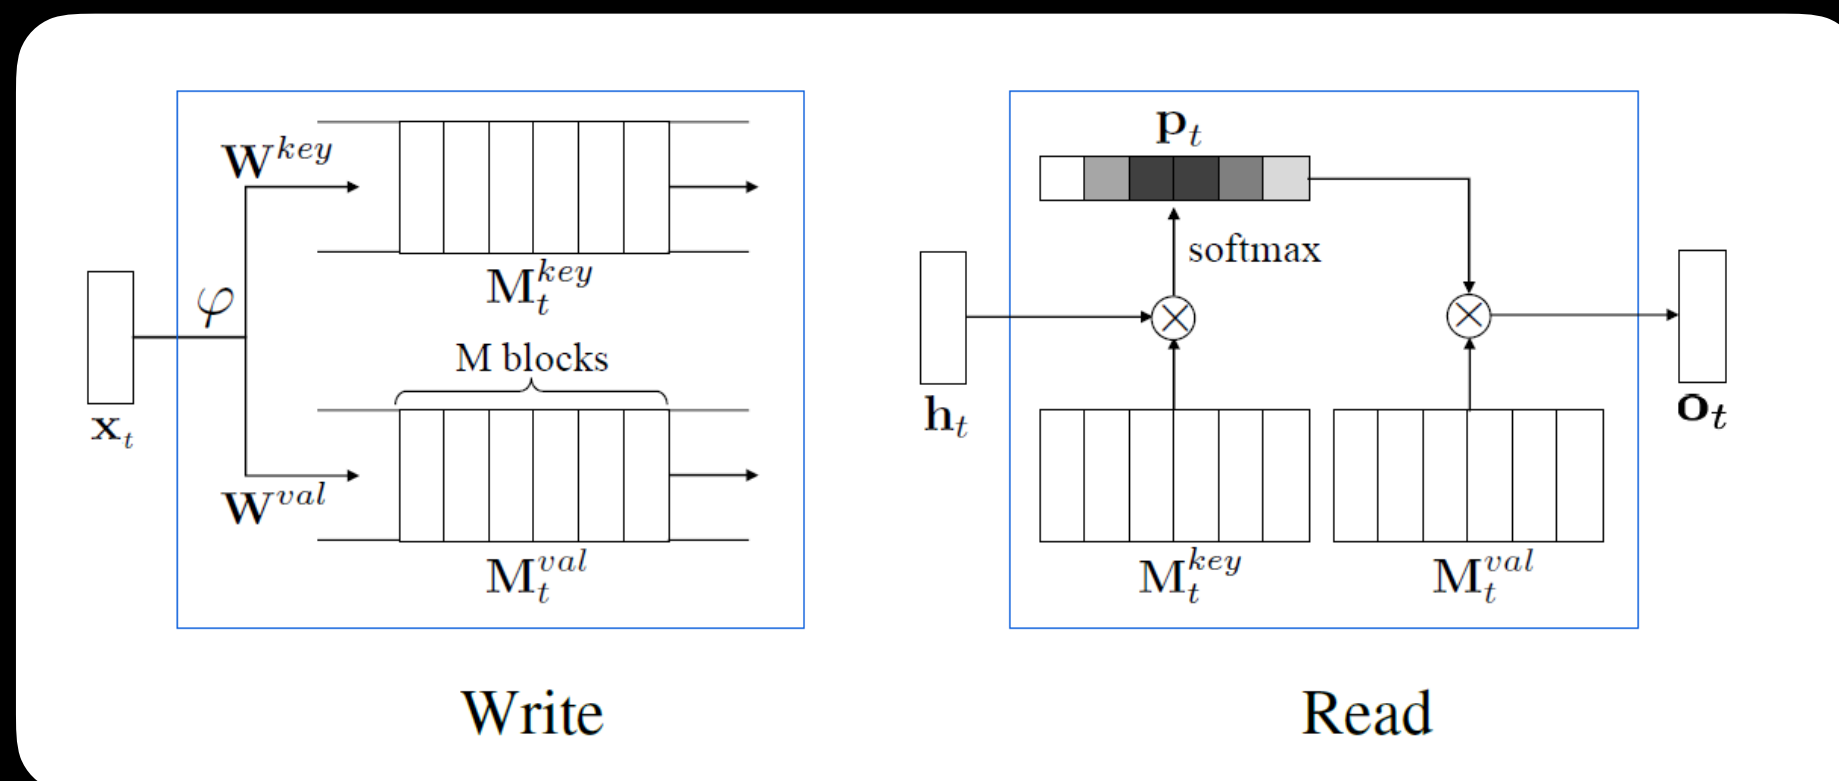 W^{key}
M_t^{key}
φ
x_t
M blocks
W^{val}
M_t^{val}
Write
p_t
softmax
h_t
o_t
M_t^{key}
M_t^{val}
Read